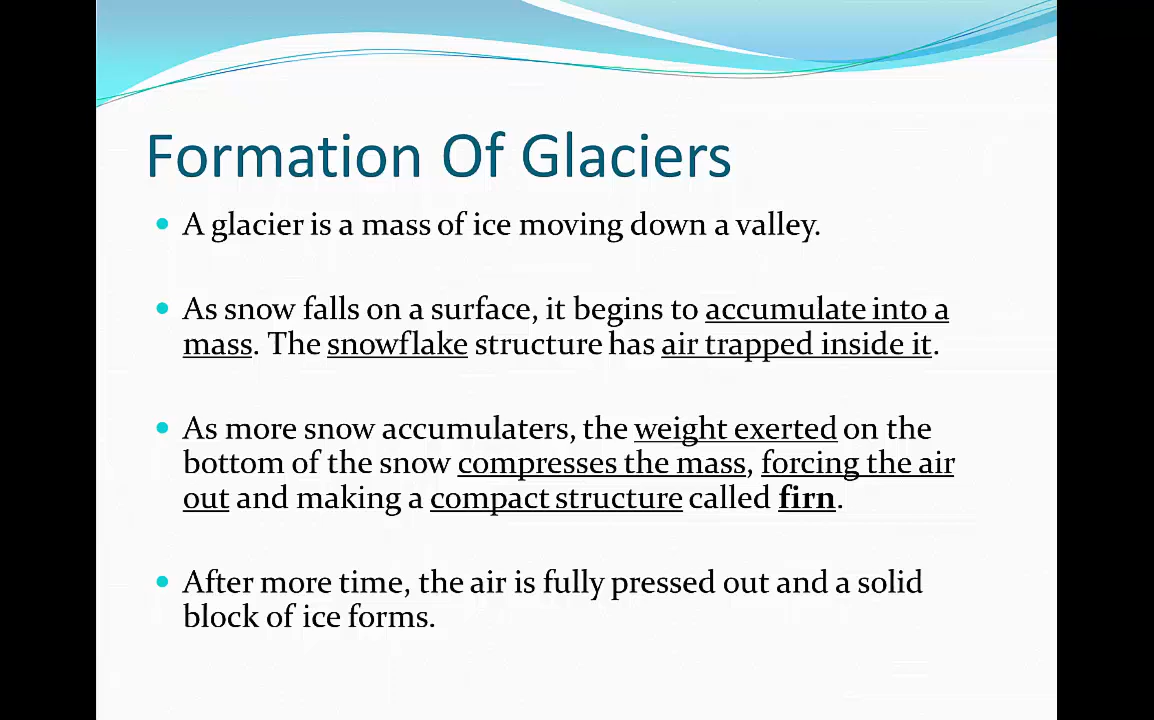 Formation Of Glaciers
• A glacier is a mass of ice moving down a valley.
• As snow falls on a surface, it begins to accumulate into a
mass. The snowflake structure has air trapped inside it.
• As more snow accumulaters, the weight exerted on the
bottom of the snow compresses the mass, forcing the air
out and making a compact structure called firn.
• After more time, the air is fully pressed out and a solid
block of ice forms.